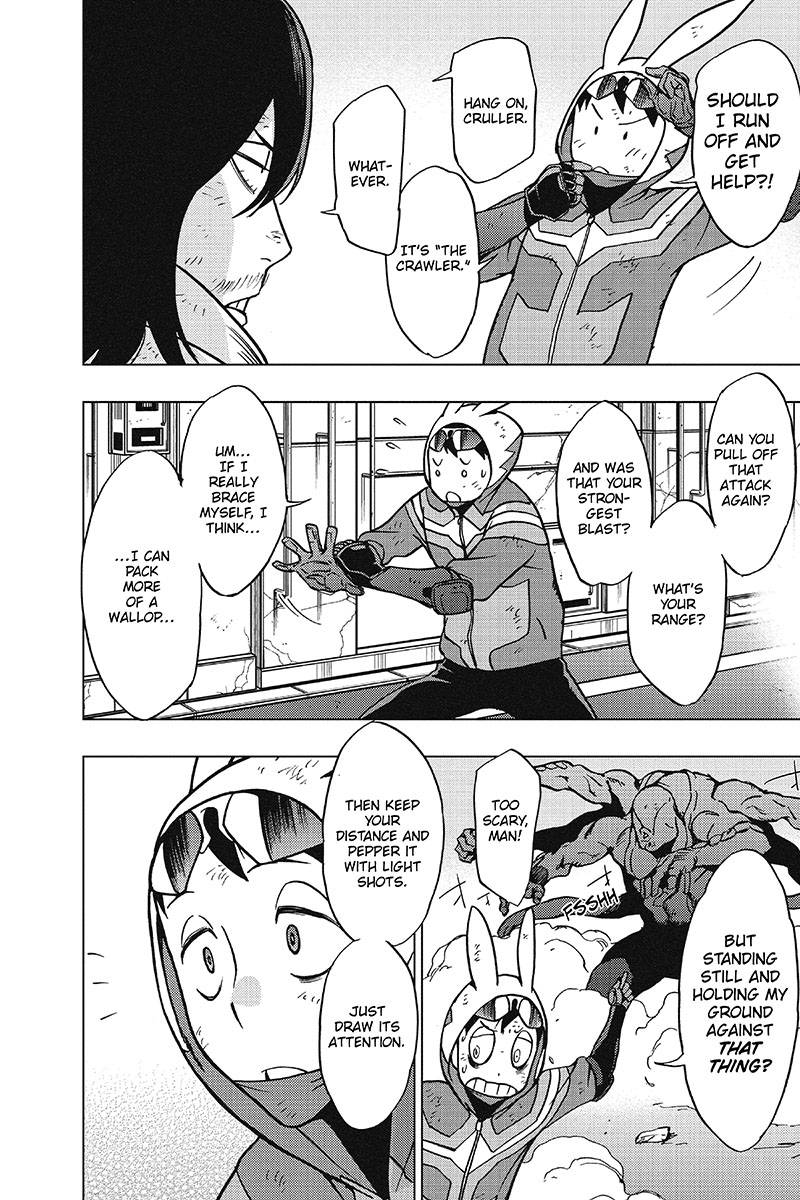 SHOULD
I RUN
OFF AND
GET
HELP?!
HANG ON,
CRULLER.
IT'S "THE
CRAWLER."
WHAT-
EVER.
CAN YOU
PULL OFF
THAT
ATTACK
AGAIN?
WHAT'S
YOUR
RANGE?
AND WAS
THAT YOUR
STRON-
GEST
BLAST?
UM...
IF I
REALLY
BRACE
MYSELF, I
THINK...
...I CAN
PACK
MORE
OF A
WALLOP...
BUT
STANDING
STILL AND
HOLDING MY
GROUND
AGAINST
THAT
THING?
FSSHH
TOO
SCARY,
MAN!
THEN KEEP
YOUR
DISTANCE AND
PEPPER IT
WITH LIGHT
SHOTS.
JUST
DRAW ITS
ATTENTION.